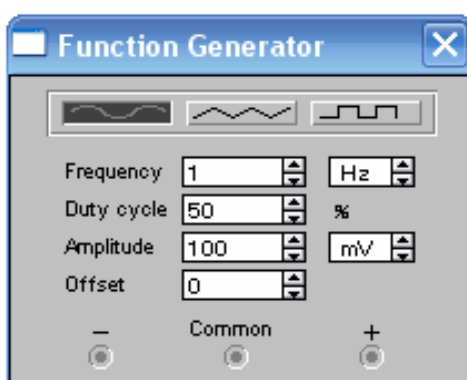 Function Generator
Frequency 1 Hz
Duty cycle 50 %
Amplitude 100 mV
Offset 0
− Common +